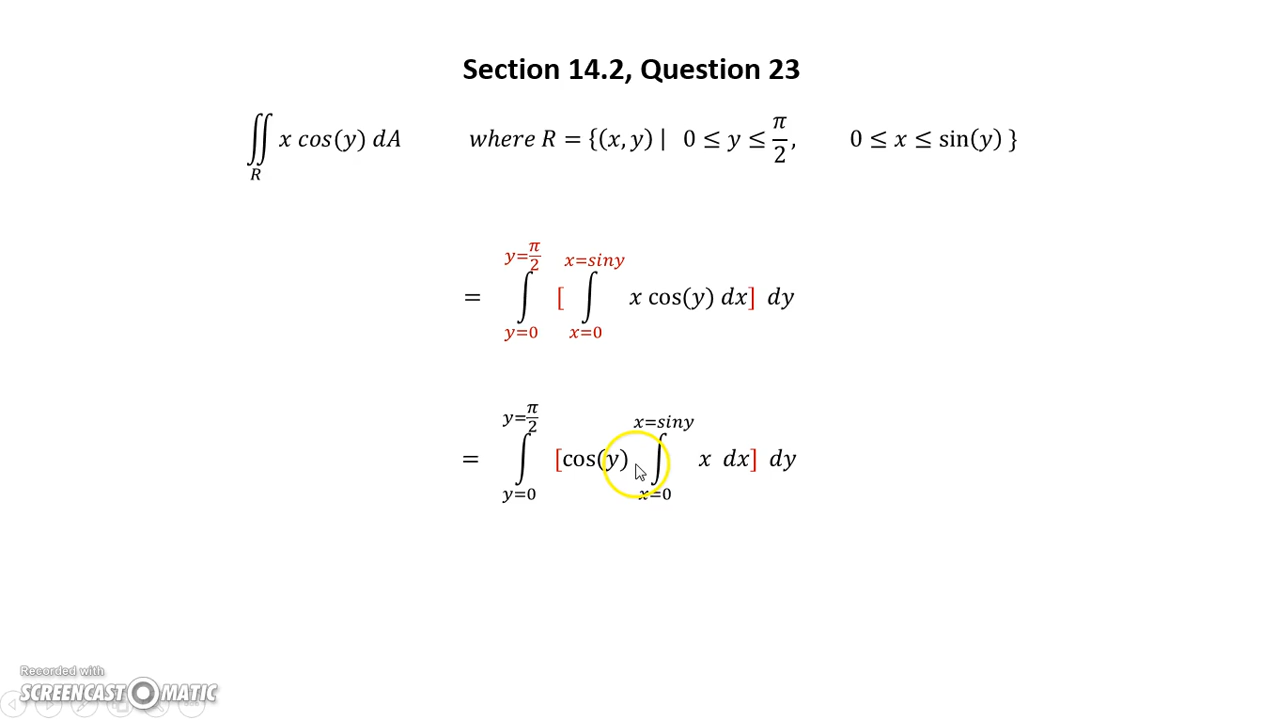 Section 14.2, Question 23
∬_R x cos(y) dA where R = {(x, y) | 0 ≤ y ≤ π/2, 0 ≤ x ≤ sin(y) }
= ∫_{y=0}^{y=π/2} [ ∫_{x=0}^{x=siny} x cos(y) dx] dy
= ∫_{y=0}^{y=π/2} [cos(y) ∫_{x=0}^{x=siny} x dx] dy
Recorded with
SCREENCAST MATIC